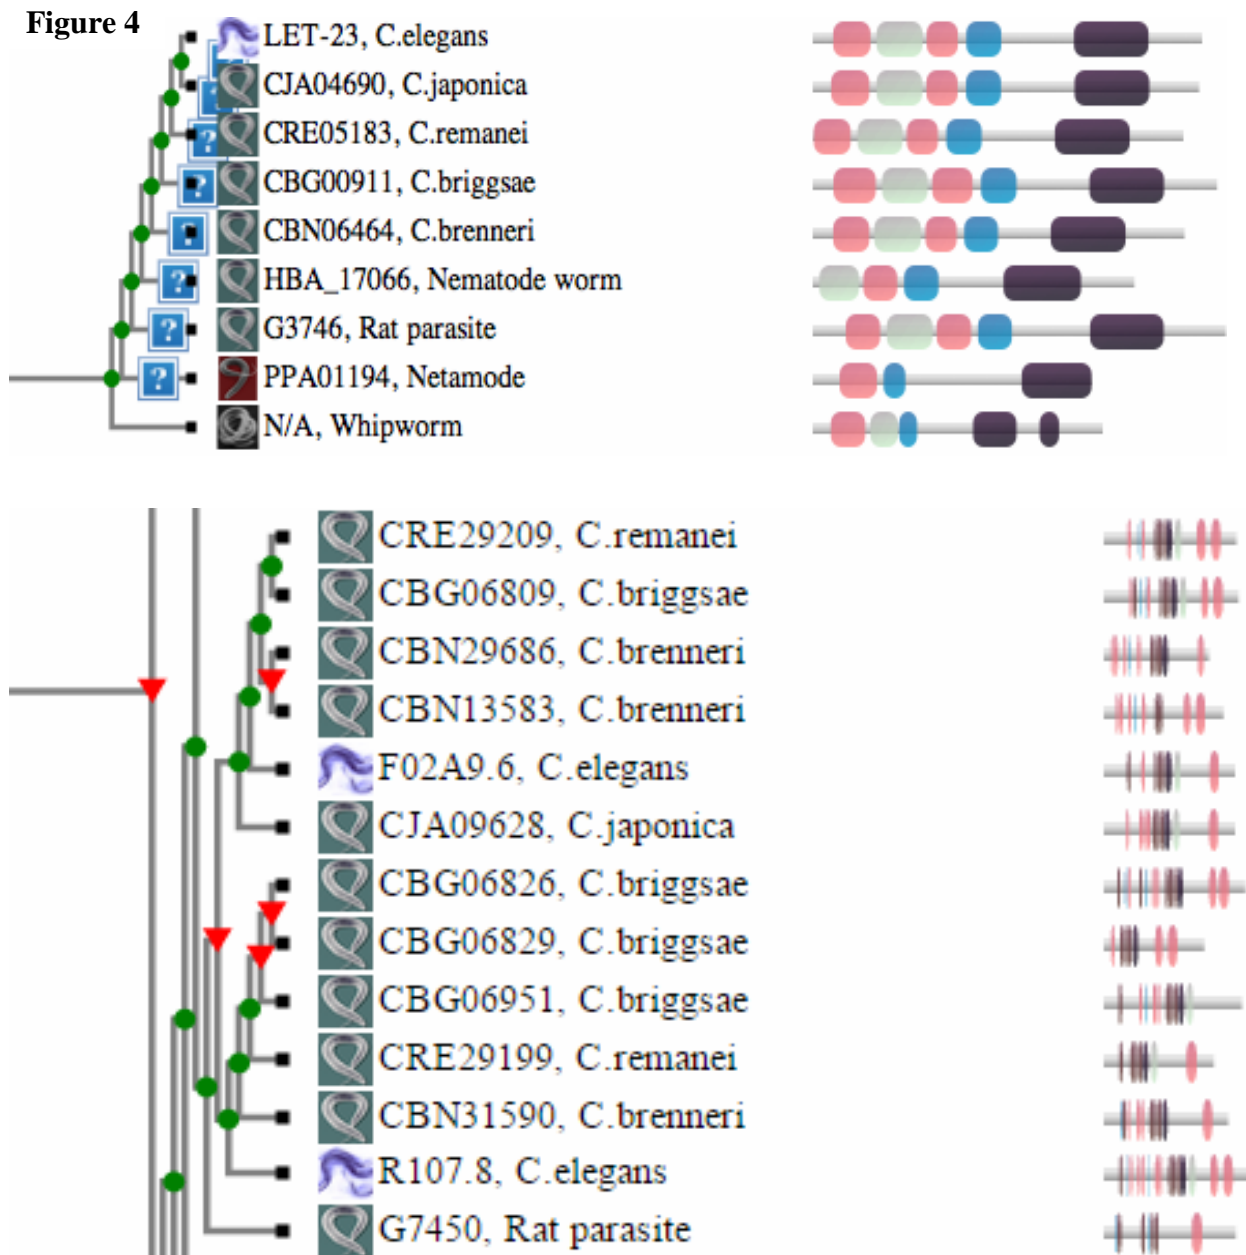 Figure 4
LET-23, C.elegans
CJA04690, C.japonica
CRE05183, C.remanei
CBG00911, C.briggsae
CBN06464, C.brenneri
HBA_17066, Nematode worm
G3746, Rat parasite
PPA01194, Netamode
N/A, Whipworm
?
?
?
?
?
?
?
?
CRE29209, C.remanei
CBG06809, C.briggsae
CBN29686, C.brenneri
CBN13583, C.brenneri
F02A9.6, C.elegans
CJA09628, C.japonica
CBG06826, C.briggsae
CBG06829, C.briggsae
CBG06951, C.briggsae
CRE29199, C.remanei
CBN31590, C.brenneri
R107.8, C.elegans
G7450, Rat parasite